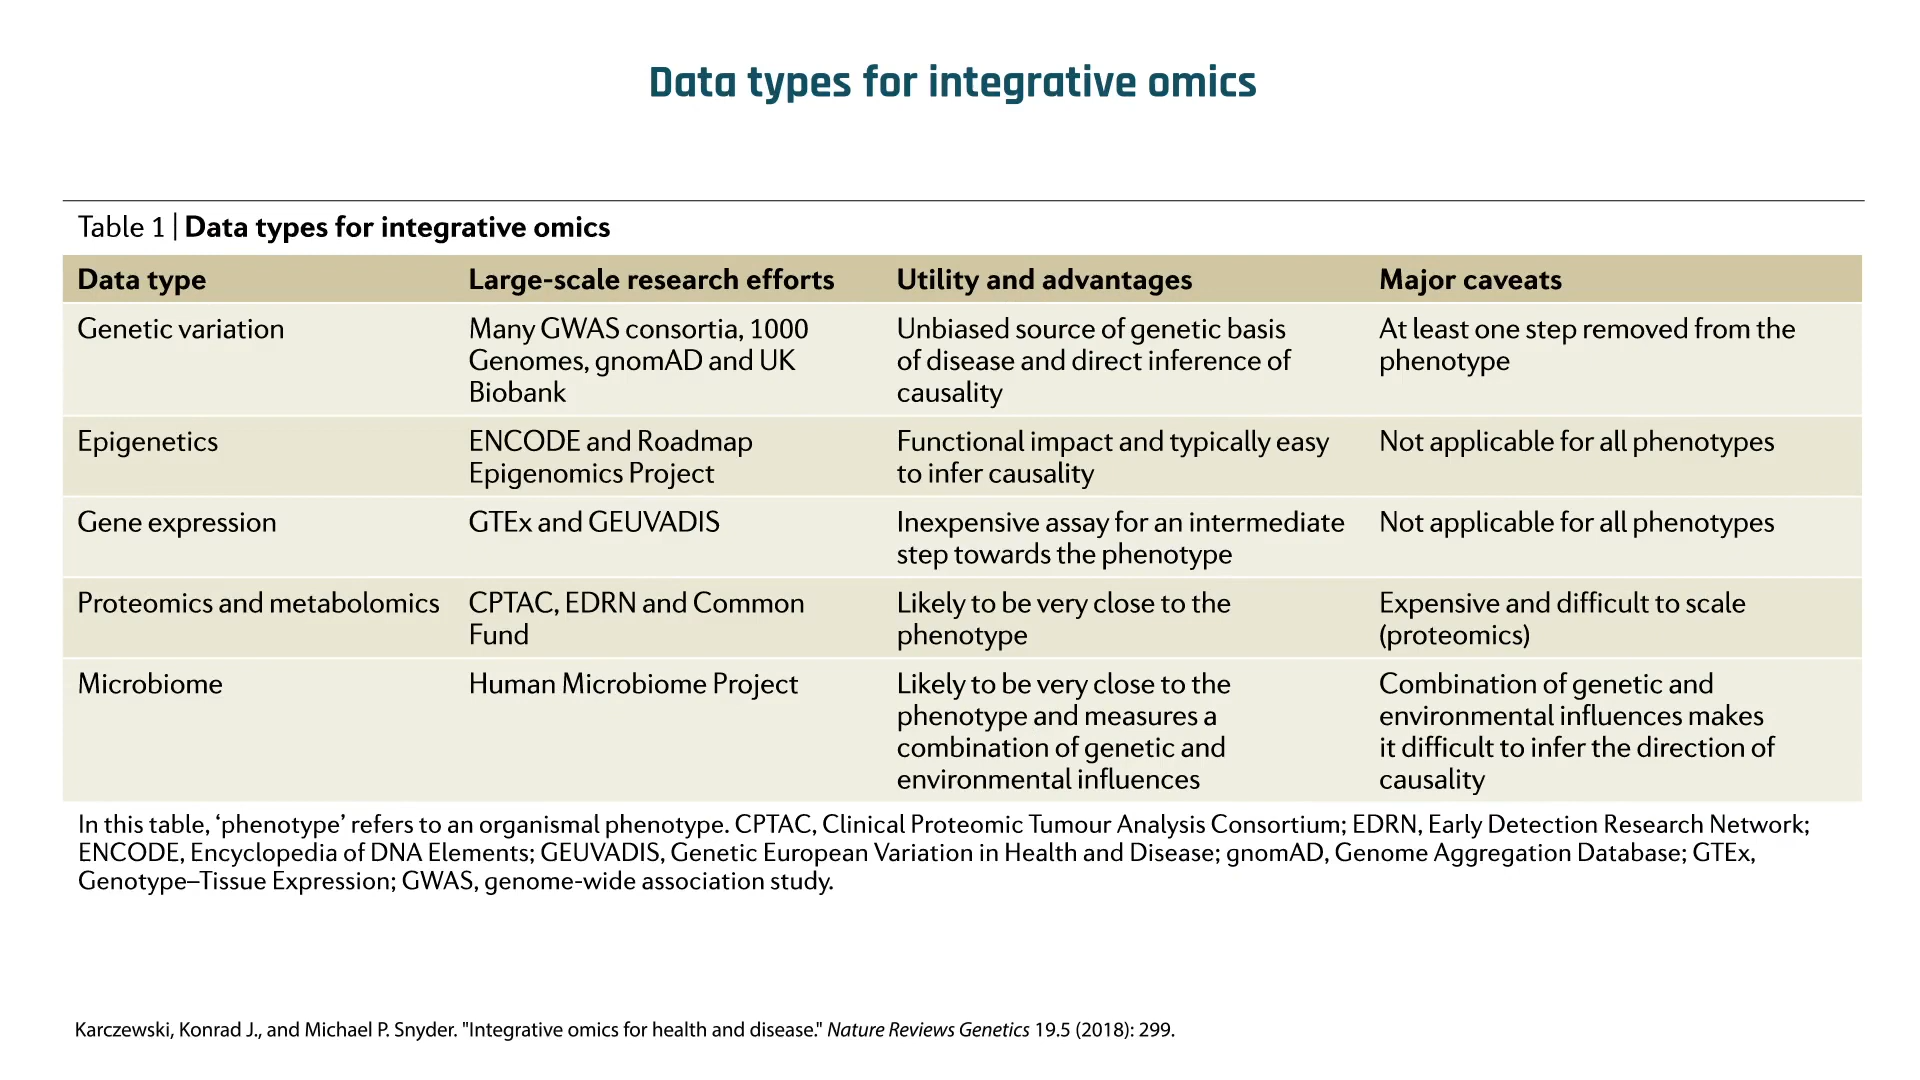 Data types for integrative omics
Table 1 | Data types for integrative omics
Data type Large-scale research efforts Utility and advantages Major caveats
Genetic variation Many GWAS consortia, 1000 Unbiased source of genetic basis At least one step removed from the
Genomes, gnomAD and UK of disease and direct inference of phenotype
Biobank causality
Epigenetics ENCODE and Roadmap Functional impact and typically easy Not applicable for all phenotypes
Epigenomics Project to infer causality
Gene expression GTEx and GEUVADIS Inexpensive assay for an intermediate Not applicable for all phenotypes
step towards the phenotype
Proteomics and metabolomics CPTAC, EDRN and Common Likely to be very close to the Expensive and difficult to scale
Fund phenotype (proteomics)
Microbiome Human Microbiome Project Likely to be very close to the Combination of genetic and
phenotype and measures a environmental influences makes
combination of genetic and it difficult to infer the direction of
environmental influences causality
In this table, ‘phenotype’ refers to an organismal phenotype. CPTAC, Clinical Proteomic Tumour Analysis Consortium; EDRN, Early Detection Research Network;
ENCODE, Encyclopedia of DNA Elements; GEUVADIS, Genetic European Variation in Health and Disease; gnomAD, Genome Aggregation Database; GTEx,
Genotype–Tissue Expression; GWAS, genome-wide association study.
Karczewski, Konrad J., and Michael P. Snyder. "Integrative omics for health and disease." Nature Reviews Genetics 19.5 (2018): 299.